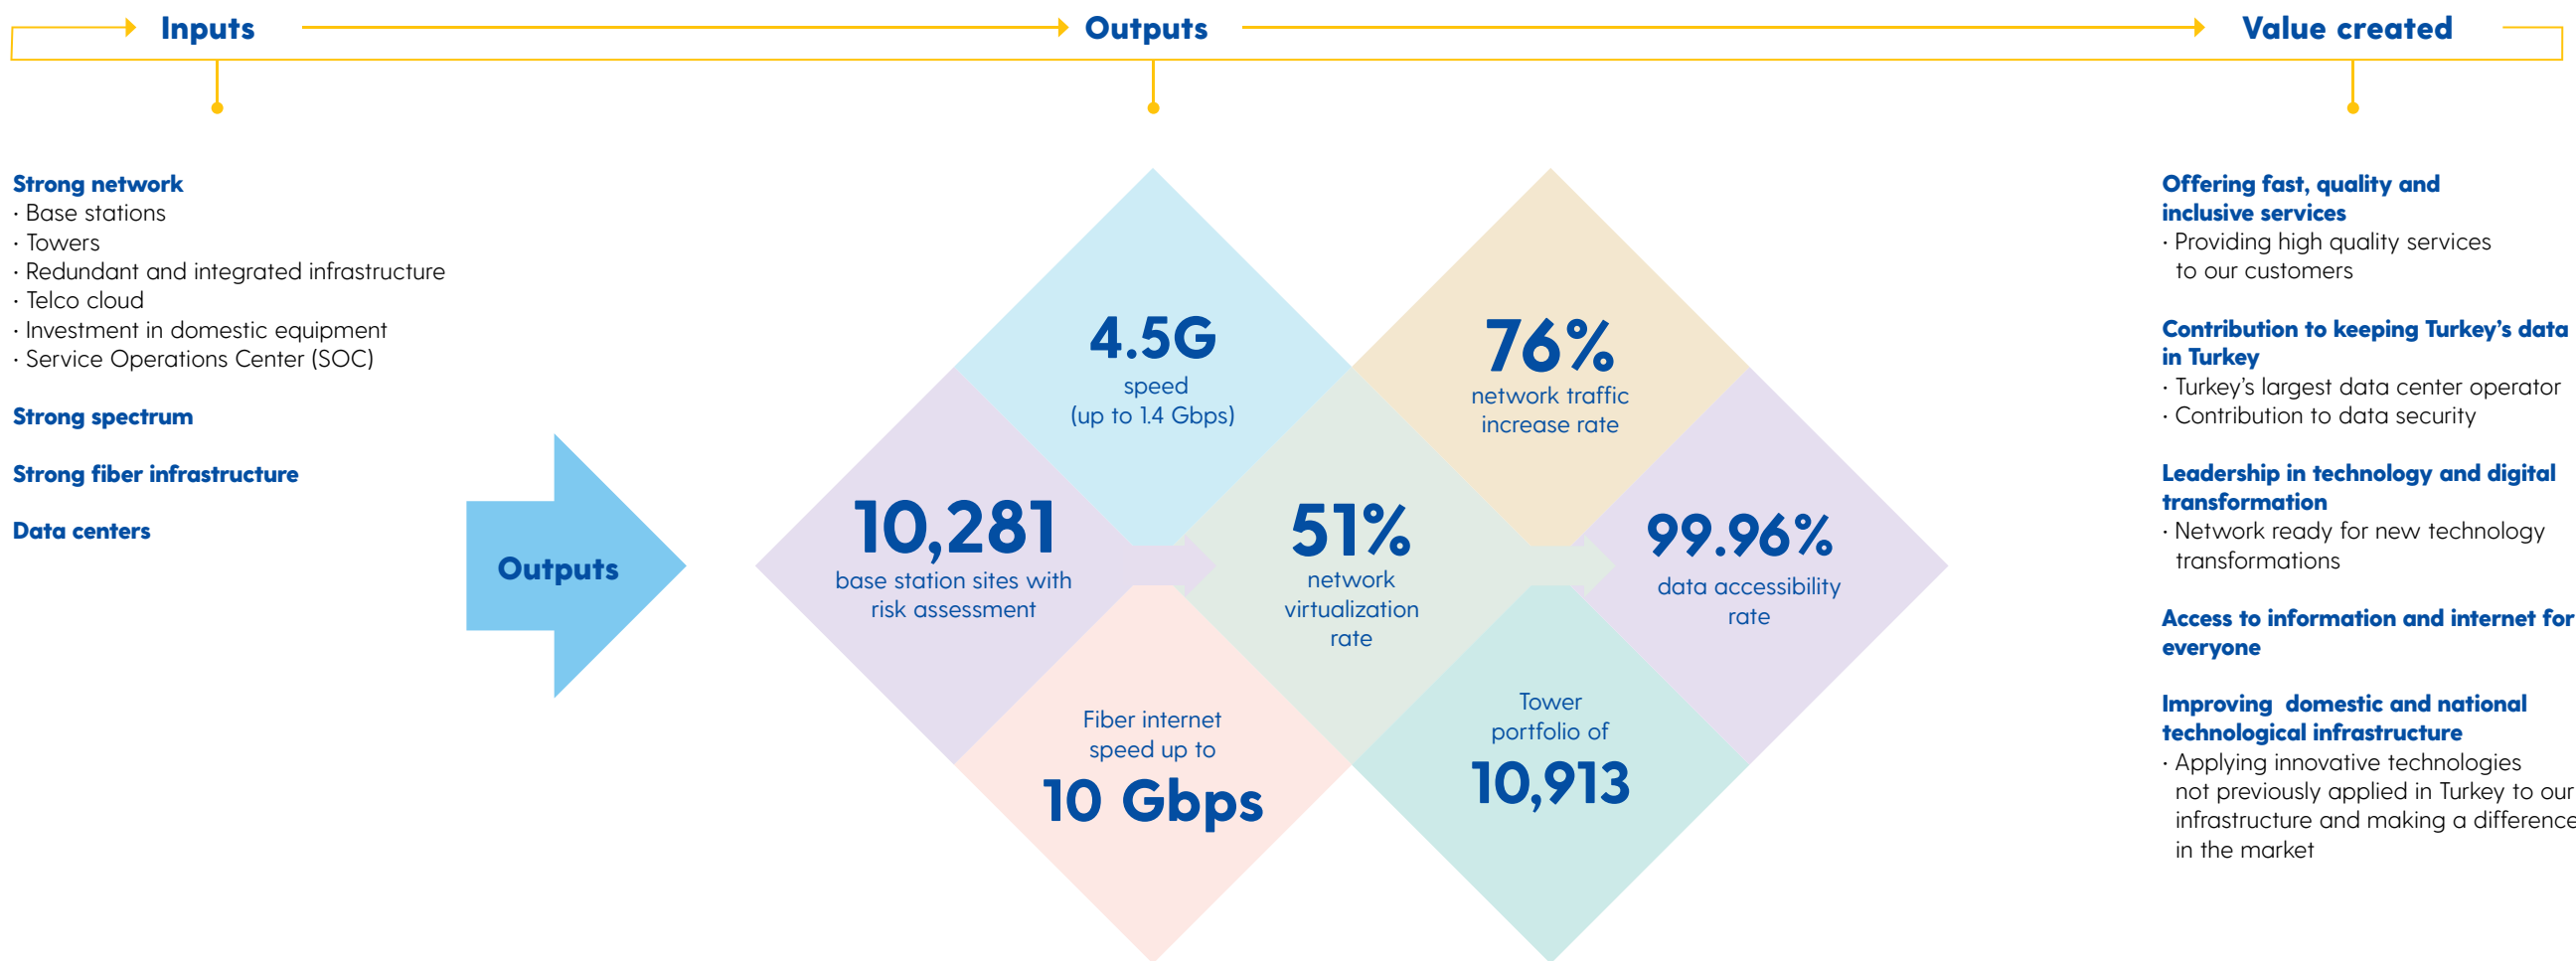 Inputs
Outputs
Value created
Strong network
· Base stations
· Towers
· Redundant and integrated infrastructure
· Telco cloud
· Investment in domestic equipment
· Service Operations Center (SOC)
Strong spectrum
Strong fiber infrastructure
Data centers
Outputs
4.5G
speed
(up to 1.4 Gbps)
76%
network traffic
increase rate
10,281
base station sites with
risk assessment
51%
network
virtualization
rate
99.96%
data accessibility
rate
Fiber internet
speed up to
10 Gbps
Tower
portfolio of
10,913
Offering fast, quality and
inclusive services
· Providing high quality services
to our customers
Contribution to keeping Turkey’s data
in Turkey
· Turkey’s largest data center operator
· Contribution to data security
Leadership in technology and digital
transformation
· Network ready for new technology
transformations
Access to information and internet for
everyone
Improving domestic and national
technological infrastructure
· Applying innovative technologies
not previously applied in Turkey to our
infrastructure and making a difference
in the market